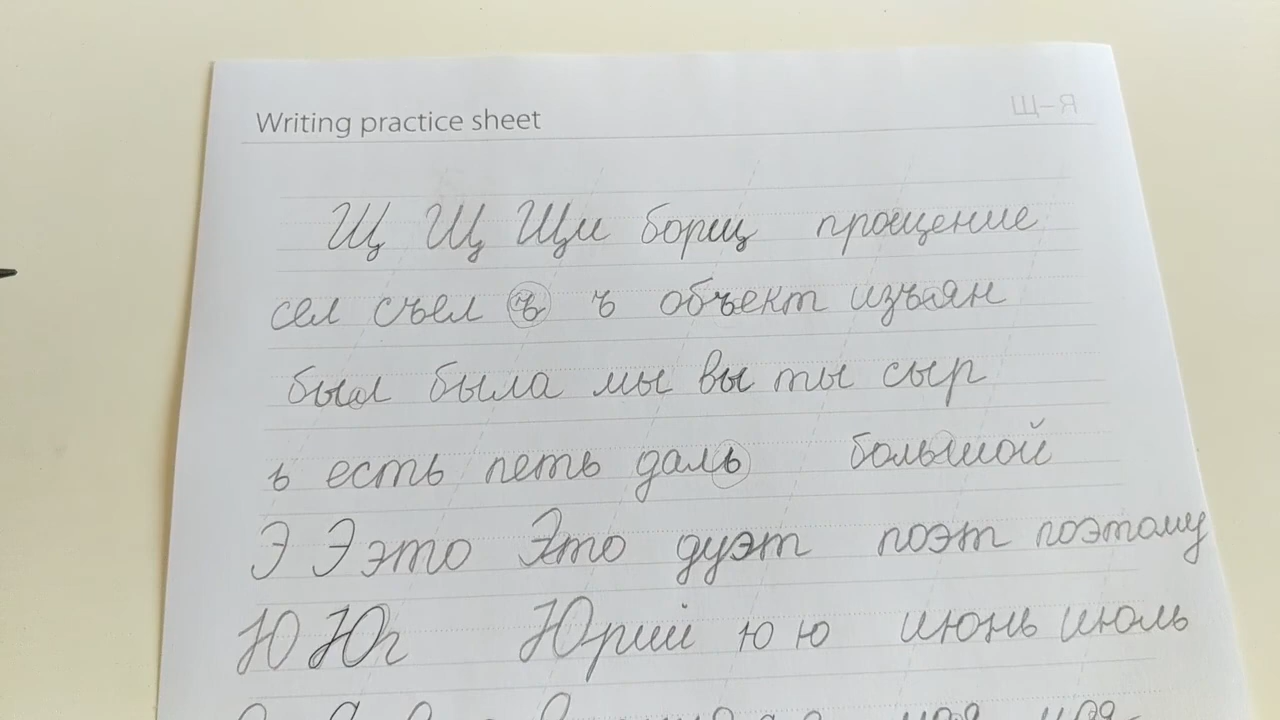 Writing practice sheet Щ–Я
Щ Щ Щи борщ прощение
сел съел ъ ъ объект изъян
был была мы вы ты сыр
ь есть петь даль большой
Э Э это Это дуэт поэт поэтому
Ю Юг Юрий ю ю июнь июль